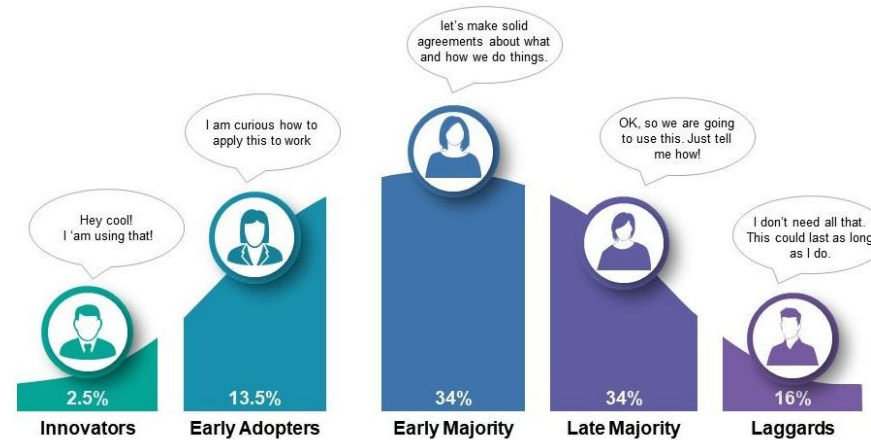 let's make solid
agreements about what
and how we do things.
I am curious how to
apply this to work
OK, so we are going
to use this. Just tell
me how!
Hey cool!
I 'am using that!
I don't need all that.
This could last as long
as I do.
2.5%
13.5%
34%
34%
16%
Innovators
Early Adopters
Early Majority
Late Majority
Laggards